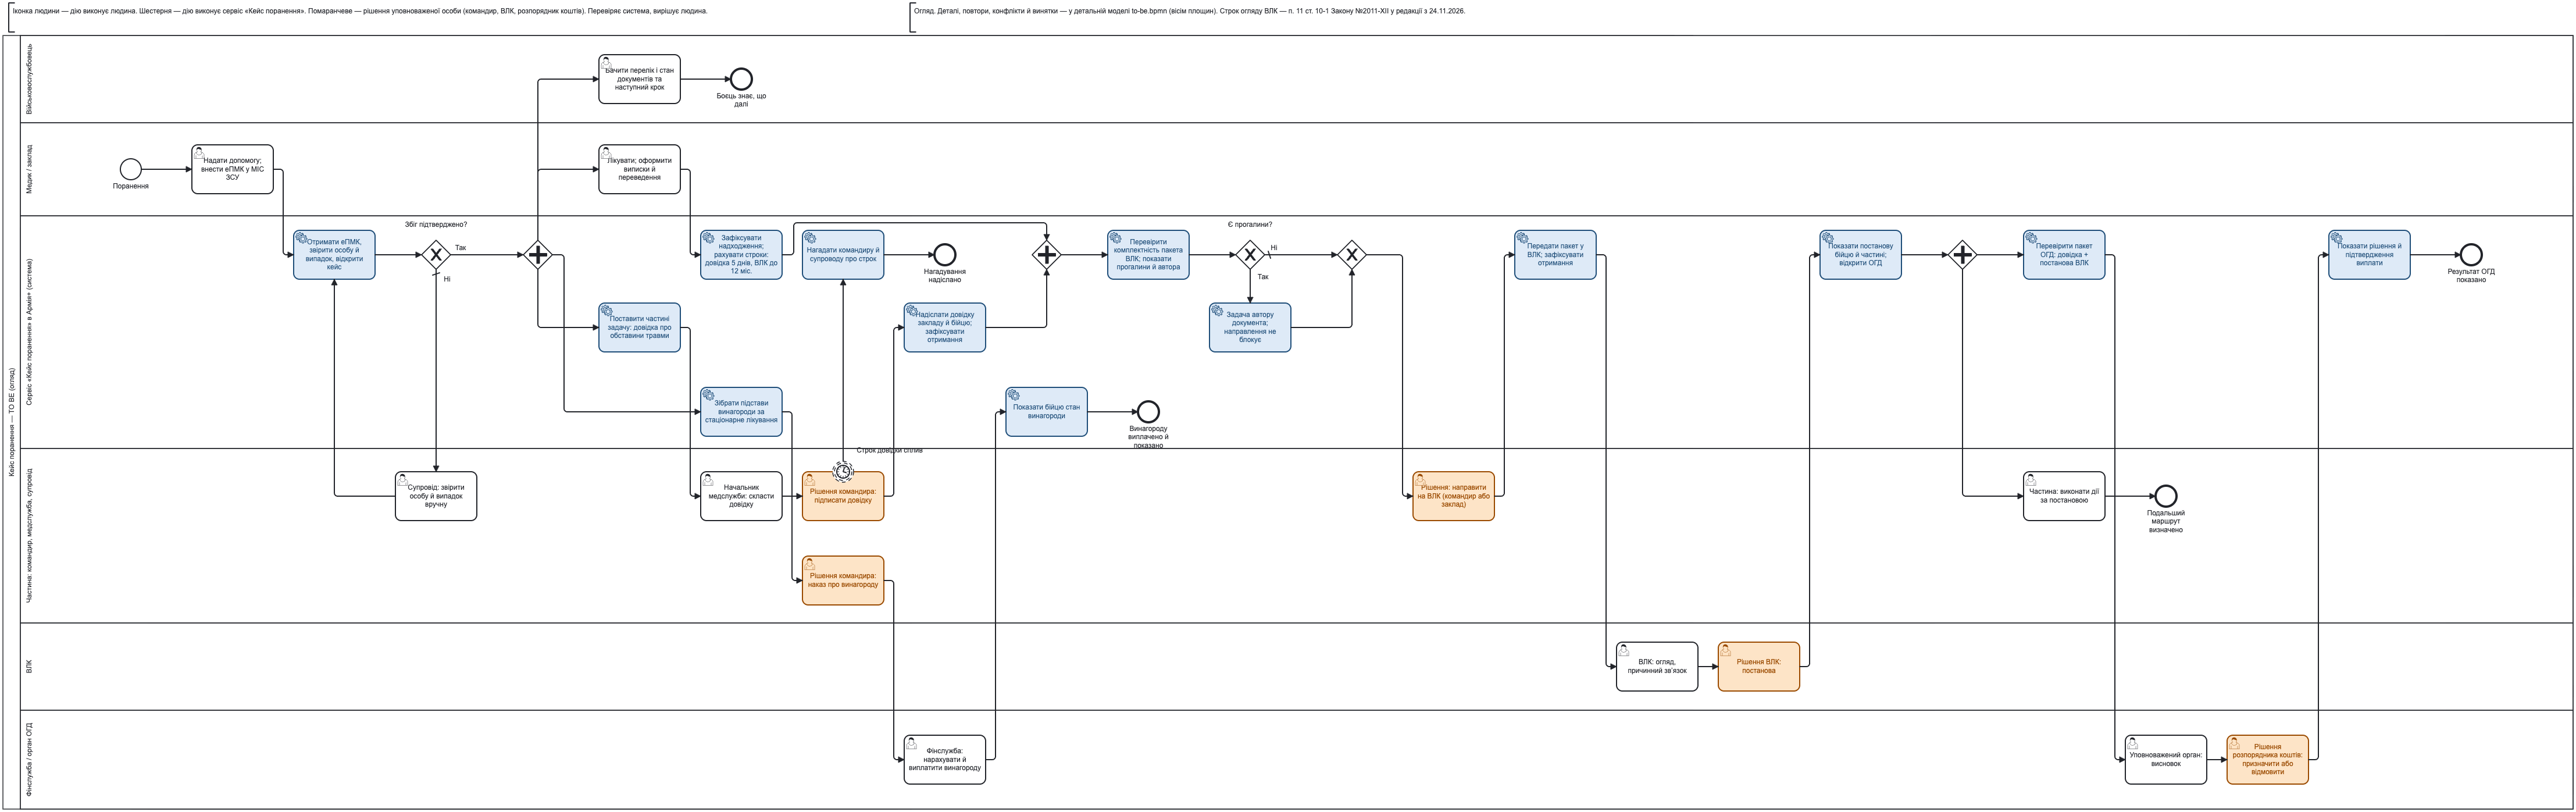 Іконка людини — дію виконує людина. Шестерня — дію виконує сервіс «Кейс поранення». Помаранчеве — рішення уповноваженої особи (командир, ВЛК, розпорядник коштів). Перевіряє система, вирішує людина.
Огляд. Деталі, повтори, конфлікти й винятки — у детальній моделі to-be.bpmn (вісім площин). Строк огляду ВЛК — п. 11 ст. 10-1 Закону №2011-XII у редакції з 24.11.2026.
Кейс поранення — TO BE (огляд)
Військовослужбовець
Бачити перелік і стан
документів та
наступний крок
Боєць знає, що
далі
Медик / заклад
Поранення
Надати допомогу;
внести еПМК у МІС
ЗСУ
Лікувати; оформити
виписки й
переведення
Сервіс «Кейс поранення» в Армія+ (система)
Отримати еПМК,
звірити особу й
випадок, відкрити
кейс
Збіг підтверджено?
Так
Ні
Зафіксувати
надходження;
рахувати строки:
довідка 5 днів, ВЛК до
12 міс.
Нагадати командиру й
супроводу про строк
Нагадування
надіслано
Перевірити
комплектність пакета
ВЛК; показати
прогалини й автора
Є прогалини?
Ні
Так
Передати пакет у
ВЛК; зафіксувати
отримання
Показати постанову
бійцю й частині;
відкрити ОГД
Перевірити пакет
ОГД: довідка +
постанова ВЛК
Показати рішення й
підтвердження
виплати
Результат ОГД
показано
Поставити частині
задачу: довідка про
обставини травми
Надіслати довідку
закладу й бійцю;
зафіксувати
отримання
Задача автору
документа;
направлення не
блокує
Зібрати підстави
винагороди за
стаціонарне лікування
Показати бійцю стан
винагороди
Винагороду
виплачено й
показано
Частина: командир, медслужба, супровід
Строк довідки сплив
Супровід: звірити
особу й випадок
вручну
Начальник
медслужби: скласти
довідку
Рішення командира:
підписати довідку
Рішення: направити
на ВЛК (командир або
заклад)
Частина: виконати дії
за постановою
Подальший
маршрут
визначено
Рішення командира:
наказ про винагороду
ВЛК
ВЛК: огляд,
причинний зв'язок
Рішення ВЛК:
постанова
Фінслужба / орган ОГД
Фінслужба:
нарахувати й
виплатити винагороду
Уповноважений орган:
висновок
Рішення
розпорядника коштів:
призначити або
відмовити